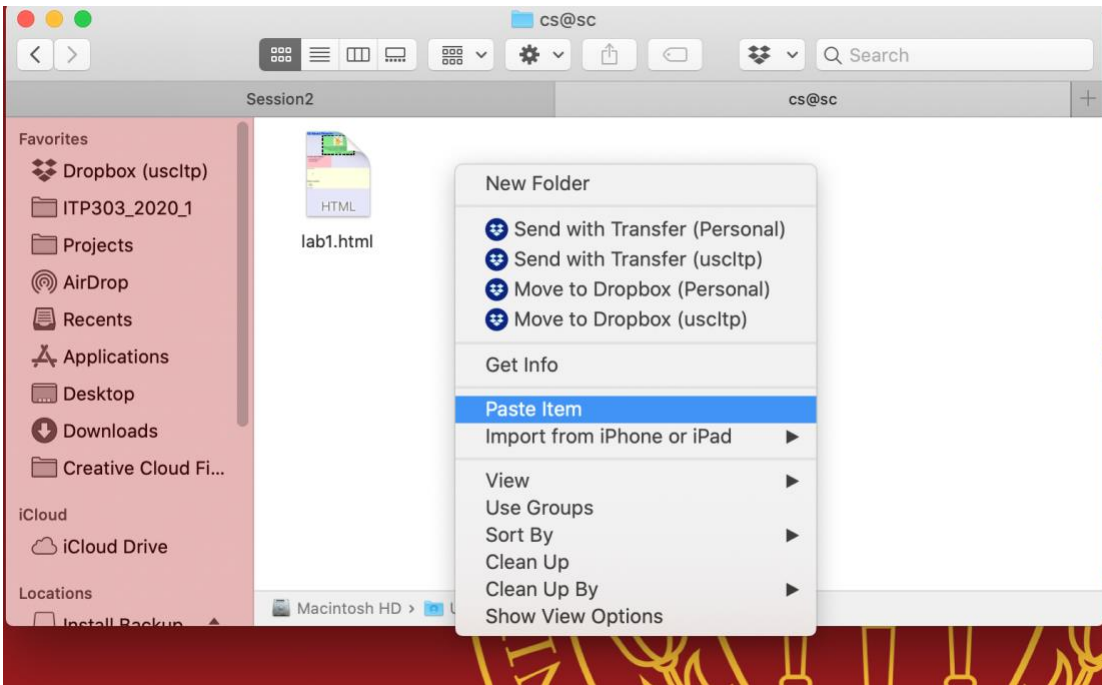 cs@sc
Search
Session2
cs@sc
Favorites
Dropbox (uscltp)
ITP303_2020_1
Projects
AirDrop
Recents
Applications
Desktop
Downloads
Creative Cloud Fi...
iCloud
iCloud Drive
Locations
Install Backup
HTML
lab1.html
New Folder
Send with Transfer (Personal)
Send with Transfer (uscltp)
Move to Dropbox (Personal)
Move to Dropbox (uscltp)
Get Info
Paste Item
Import from iPhone or iPad
View
Use Groups
Sort By
Clean Up
Clean Up By
Show View Options
Macintosh HD